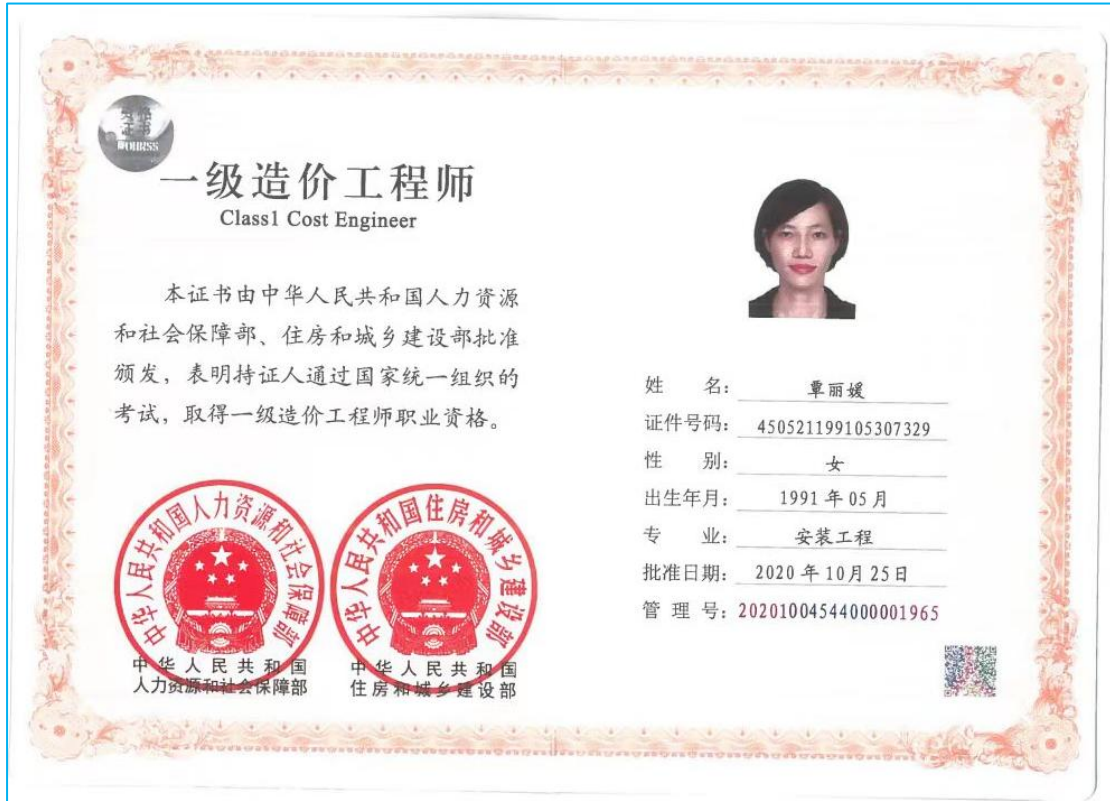 一级造价工程师
Class1 Cost Engineer
本证书由中华人民共和国人力资源
和社会保障部、住房和城乡建设部批准
颁发，表明持证人通过国家统一组织的
考试，取得一级造价工程师职业资格。
中华人民共和国人力资源和社会保障部
中华人民共和国
人力资源和社会保障部
中华人民共和国住房和城乡建设部
中华人民共和国
住房和城乡建设部
姓 名： 覃丽媛
证件号码： 450521199105307329
性 别： 女
出生年月： 1991 年 05 月
专 业： 安装工程
批准日期： 2020 年 10 月 25 日
管 理 号： 20201004544000001965